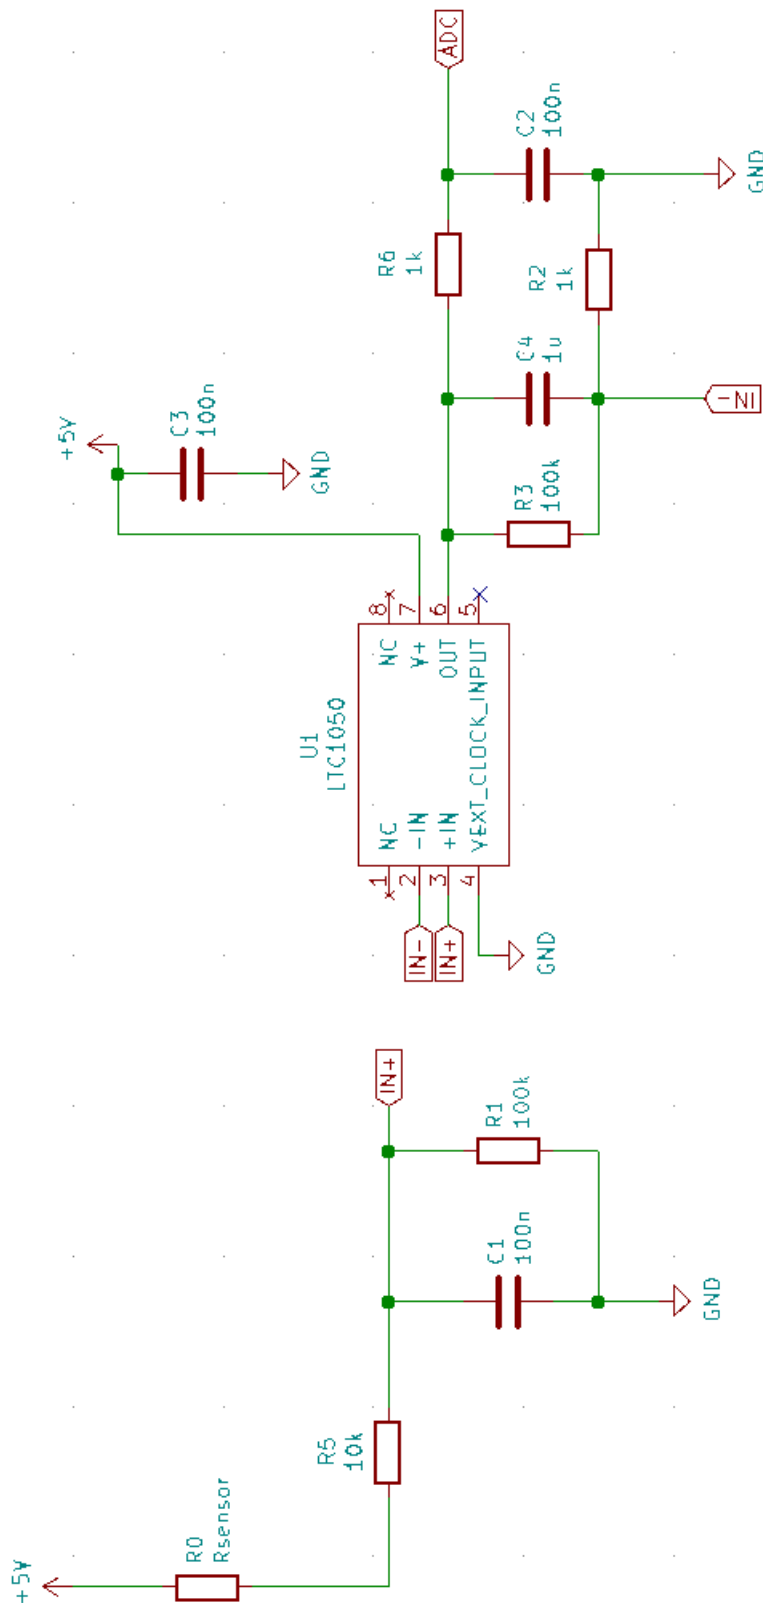 +5V
R0
Rsensor
R5
10k
C1
100n
R1
100k
GND
IN+
IN-
IN+
GND
U1
LTC1050
1
2
3
4
NC
-IN
+IN
V-EXT_CLOCK_INPUT
NC
V+
OUT
8
7
6
5
+5V
C3
100n
GND
R3
100k
C4
1u
R6
1k
R2
1k
C2
100n
IN-
GND
ADC